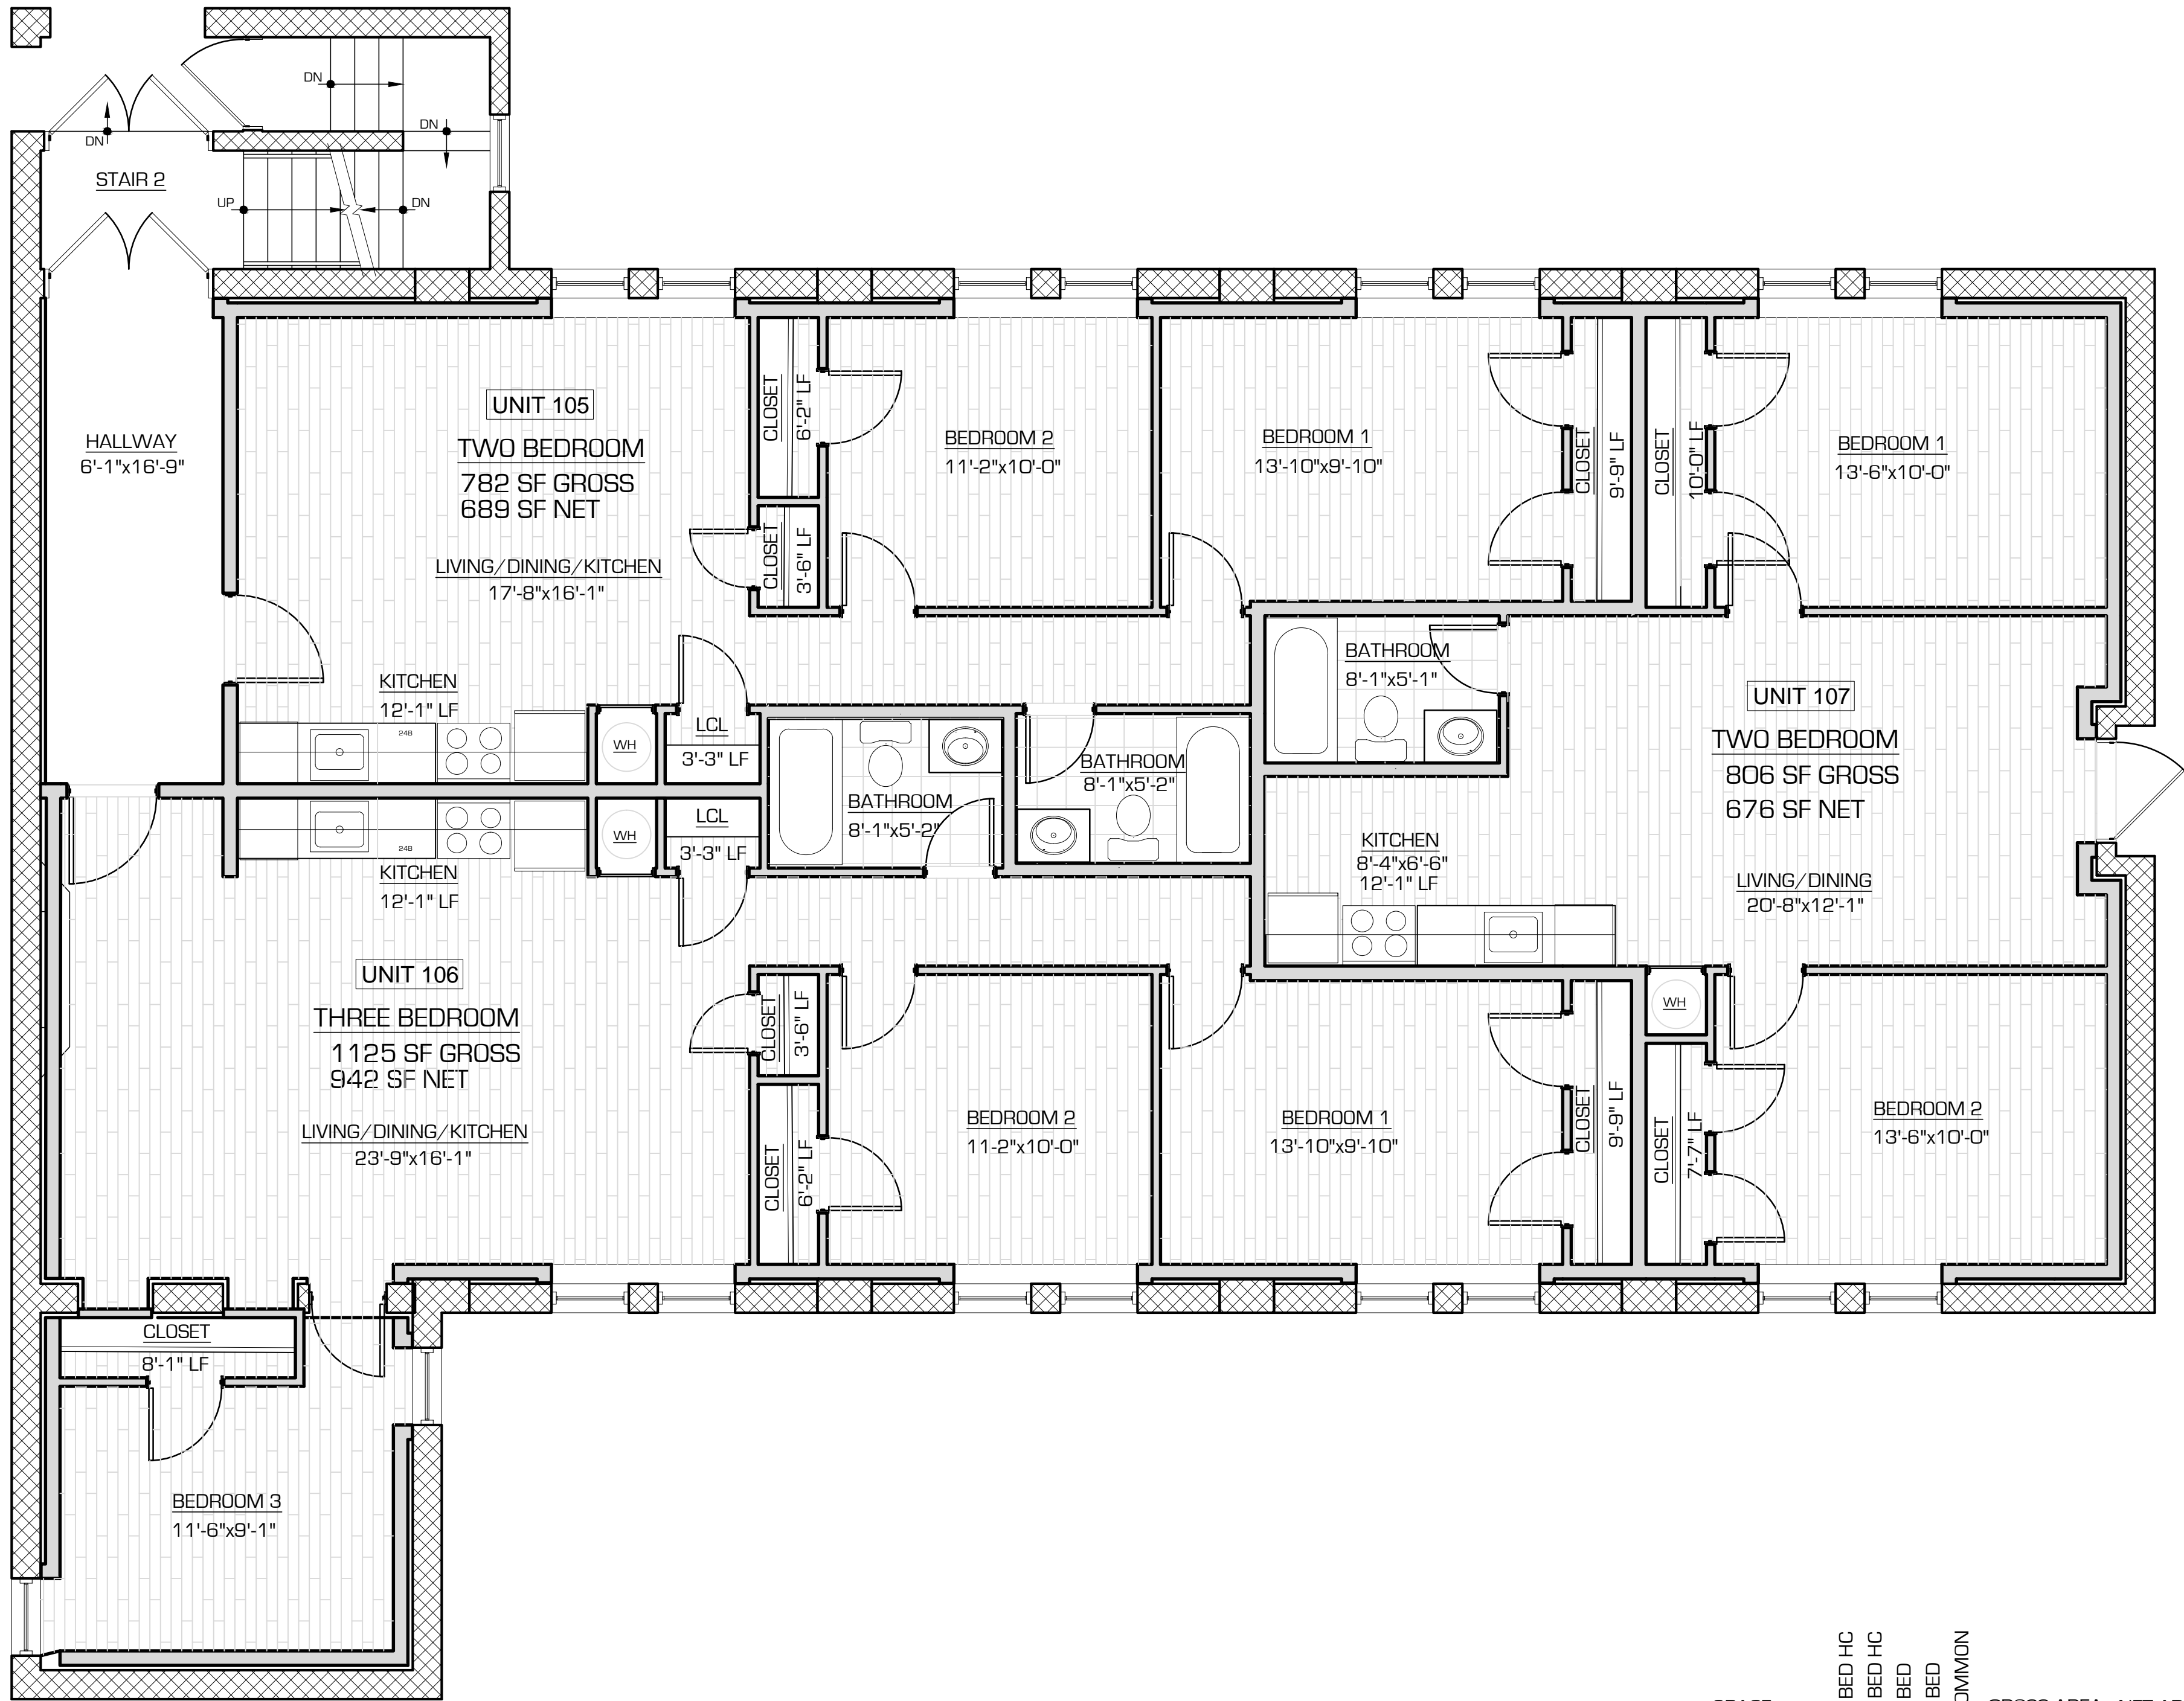 DN
DN
DN
STAIR 2
UP
DN
HALLWAY
6'-1"x16'-9"
UNIT 105
TWO BEDROOM
782 SF GROSS
689 SF NET
LIVING/DINING/KITCHEN
17'-8"x16'-1"
KITCHEN
12'-1" LF
24B
WH
LCL
3'-3" LF
CLOSET
6'-2" LF
CLOSET
3'-6" LF
BEDROOM 2
11'-2"x10'-0"
BEDROOM 1
13'-10"x9'-10"
CLOSET
9'-9" LF
CLOSET
10'-0" LF
BEDROOM 1
13'-6"x10'-0"
BATHROOM
8'-1"x5'-2"
BATHROOM
8'-1"x5'-2"
BATHROOM
8'-1"x5'-1"
UNIT 107
TWO BEDROOM
806 SF GROSS
676 SF NET
KITCHEN
8'-4"x6'-6"
12'-1" LF
LIVING/DINING
20'-8"x12'-1"
24B
KITCHEN
12'-1" LF
WH
LCL
3'-3" LF
UNIT 106
THREE BEDROOM
1125 SF GROSS
942 SF NET
LIVING/DINING/KITCHEN
23'-9"x16'-1"
CLOSET
3'-6" LF
CLOSET
6'-2" LF
BEDROOM 2
11-2"x10'-0"
BEDROOM 1
13'-10"x9'-10"
CLOSET
9'-9" LF
WH
CLOSET
7'-7" LF
BEDROOM 2
13'-6"x10'-0"
CLOSET
8'-1" LF
BEDROOM 3
11'-6"x9'-1"
BED HC
BED HC
BED
BED